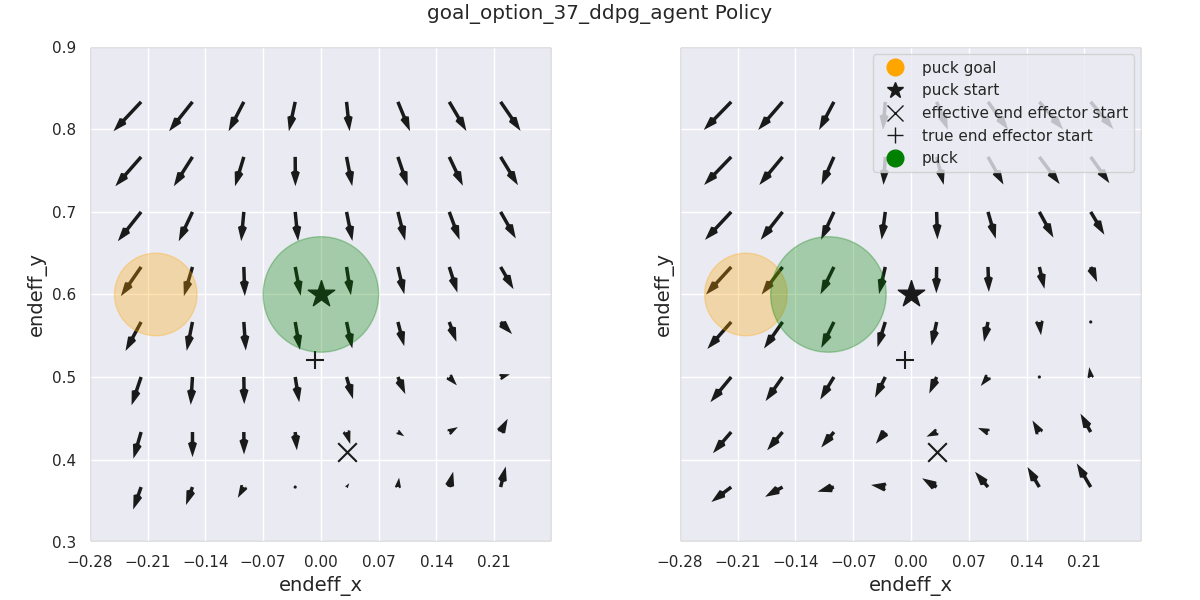 goal_option_37_ddpg_agent Policy
0.9
0.8
0.7
0.6
0.5
0.4
0.3
endeff_y
−0.28 −0.21 −0.14 −0.07 0.00 0.07 0.14 0.21
endeff_x
puck goal
puck start
effective end effector start
true end effector start
puck
endeff_y
−0.28 −0.21 −0.14 −0.07 0.00 0.07 0.14 0.21
endeff_x